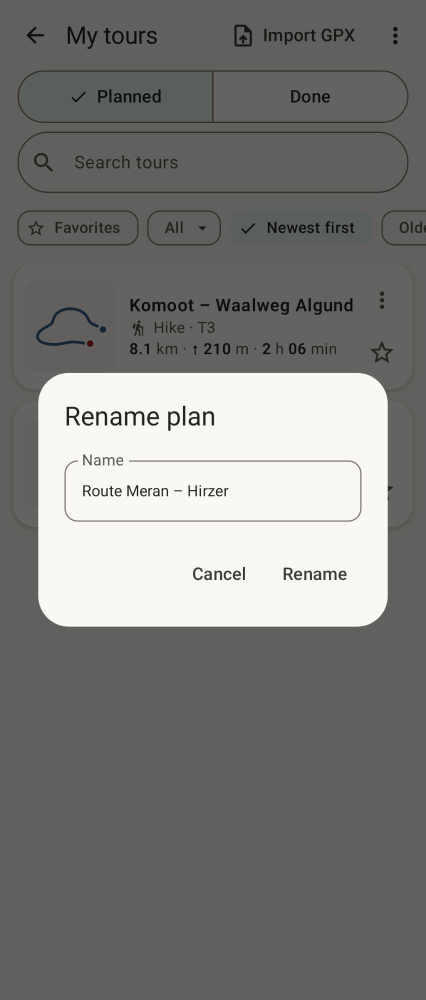 My tours
Import GPX
Planned
Done
Search tours
Favorites
All
Newest first
Olde
Komoot – Waalweg Algund
Hike · T3
8.1 km · ↑ 210 m · 2 h 06 min
Rename plan
Name
Route Meran – Hirzer
Cancel
Rename